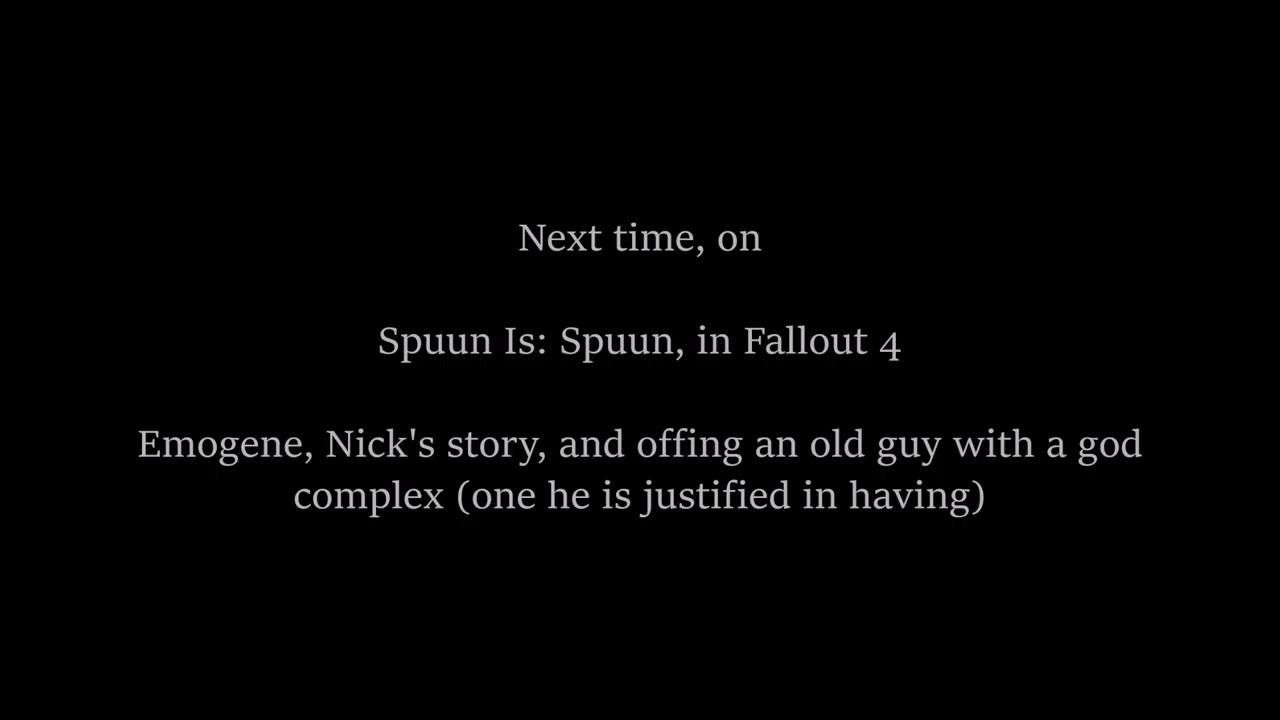 Next time, on
Spuun Is: Spuun, in Fallout 4
Emogene, Nick's story, and offing an old guy with a god
complex (one he is justified in having)